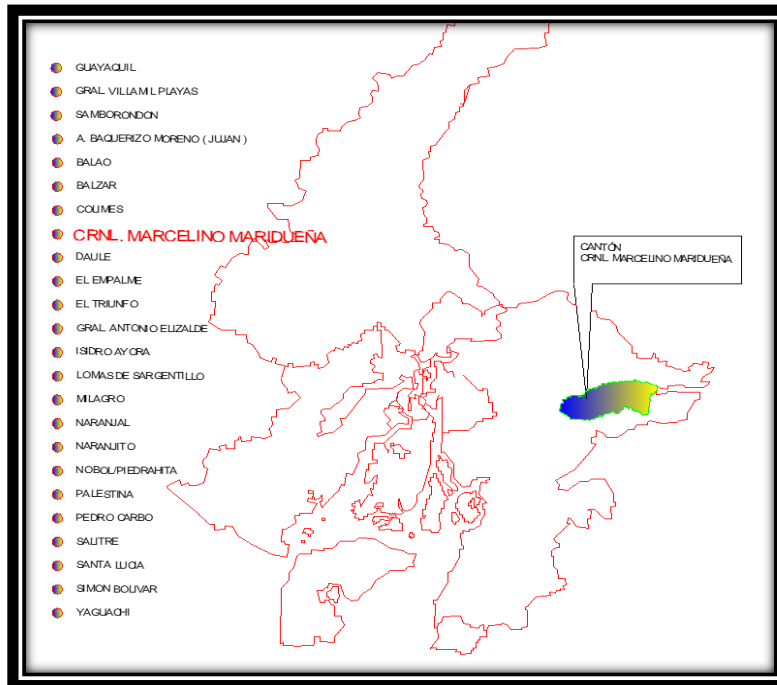 GUAYAQUIL
GRAL. VILLAMIL PLAYAS
SAMBORONDON
A. BAQUERIZO MORENO ( JUJAN )
BALAO
BALZAR
COLIMES
CRNL. MARCELINO MARIDUEÑA
DAULE
EL EMPALME
EL TRIUNFO
GRAL. ANTONIO ELIZALDE
ISIDRO AYORA
LOMAS DE SARGENTILLO
MILAGRO
NARANJAL
NARANJITO
NOBOL/PIEDRAHITA
PALESTINA
PEDRO CARBO
SALITRE
SANTA LUCIA
SIMON BOLIVAR
YAGUACHI
CANTÓN
CRNL. MARCELINO MARIDUEÑA